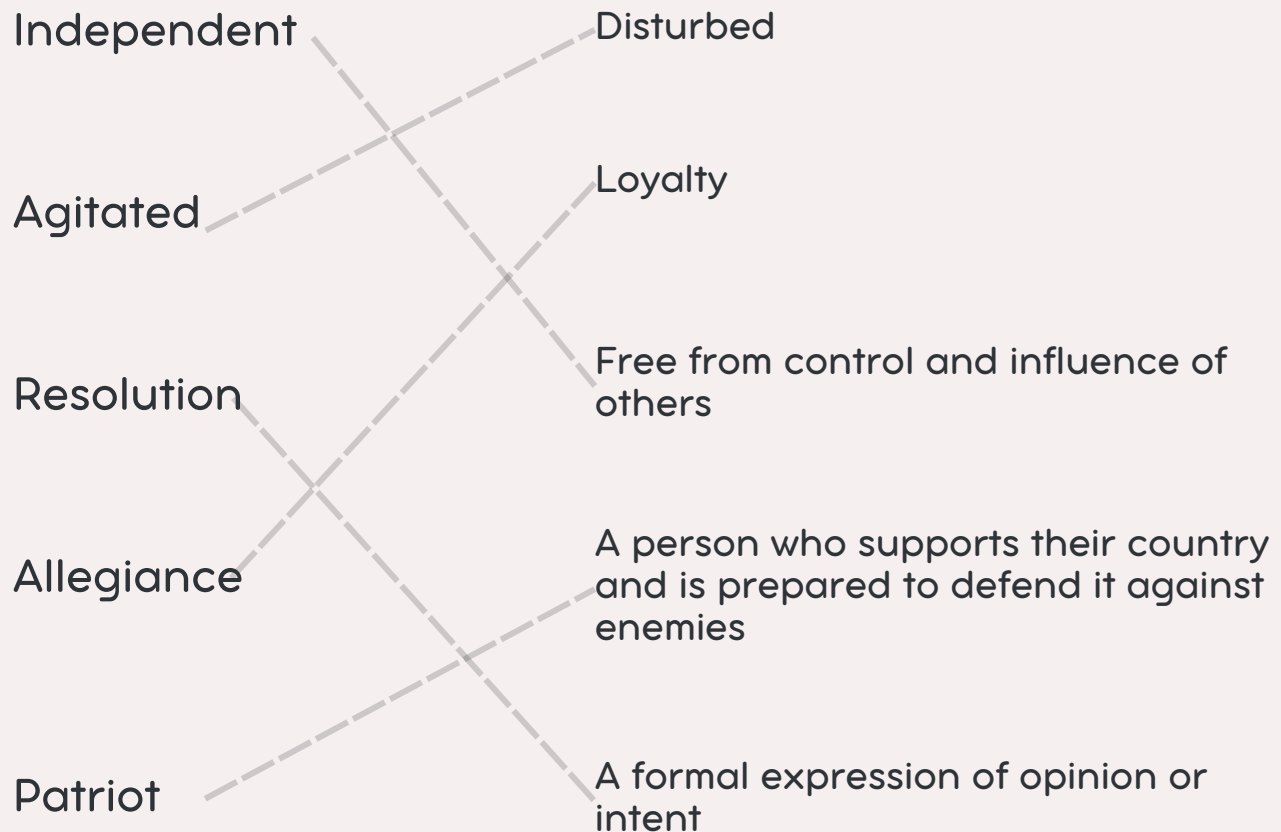 Independent
Disturbed
Agitated
Loyalty
Resolution
Free from control and influence of
others
Allegiance
A person who supports their country
and is prepared to defend it against
enemies
Patriot
A formal expression of opinion or
intent